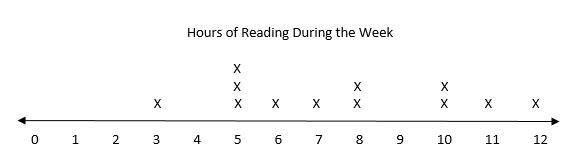 Hours of Reading During the Week
X
X X X
X X X X X X X X
0 1 2 3 4 5 6 7 8 9 10 11 12